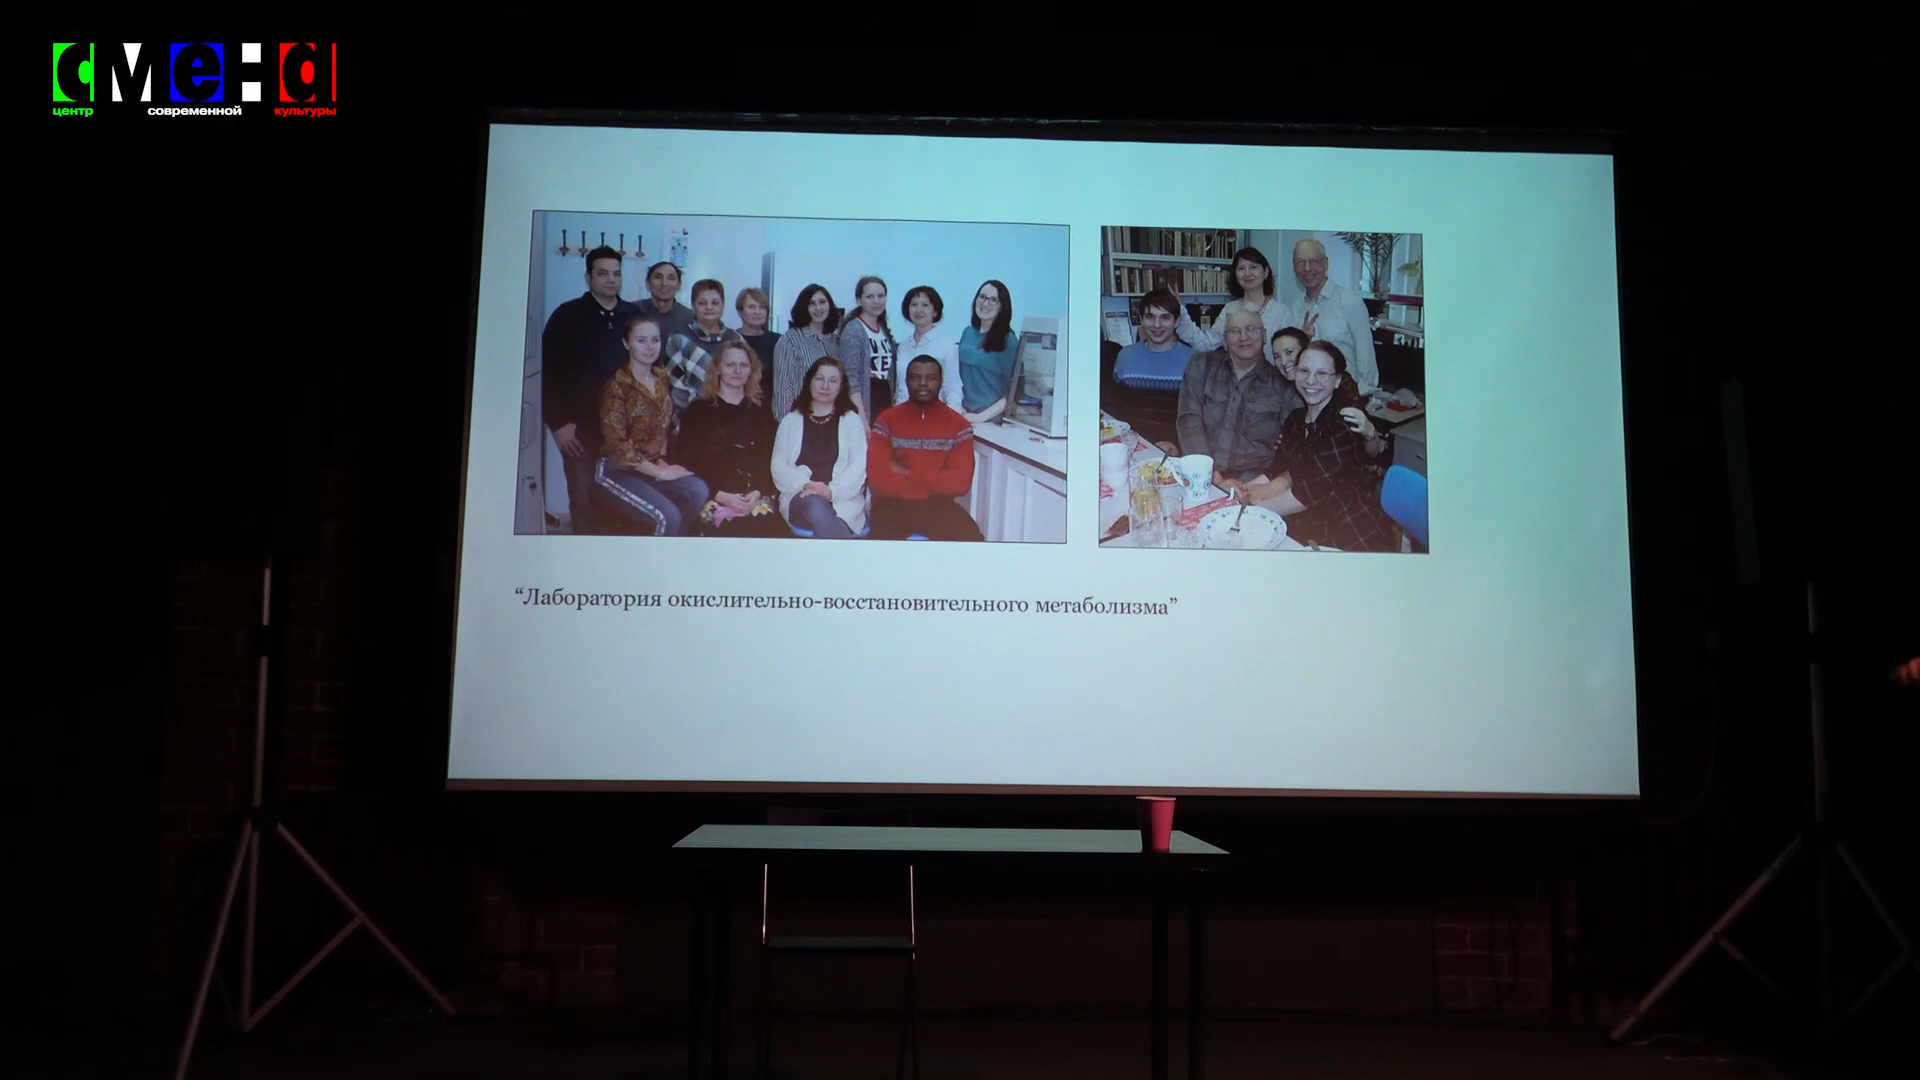 смена
центр современной культуры
“Лаборатория окислительно-восстановительного метаболизма”